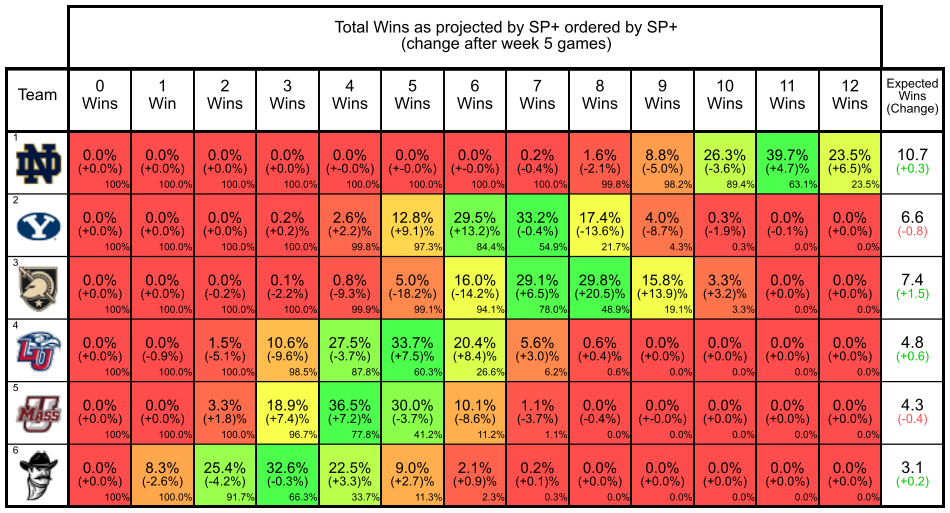 Total Wins as projected by SP+ ordered by SP+
(change after week 5 games)
Team
0 Wins
1 Win
2 Wins
3 Wins
4 Wins
5 Wins
6 Wins
7 Wins
8 Wins
9 Wins
10 Wins
11 Wins
12 Wins
Expected Wins (Change)
1
ND
0.0% 0.0% 0.0% 0.0% 0.0% 0.0% 0.0% 0.2% 1.6% 8.8% 26.3% 39.7% 23.5% 10.7
(+0.0%) (+0.0%) (+0.0%) (+0.0%) (+0.0%) (+-0.0%) (+-0.0%) (-0.4%) (-2.1%) (-5.0%) (-3.6%) (+4.7)% (+6.5)% (+0.3)
100% 100.0% 100.0% 100.0% 100.0% 100.0% 100.0% 100.0% 99.8% 98.2% 89.4% 63.1% 23.5%
2
Y
0.0% 0.0% 0.0% 0.2% 2.6% 12.8% 29.5% 33.2% 17.4% 4.0% 0.3% 0.0% 0.0% 6.6
(+0.0%) (+0.0%) (+0.0%) (+0.2)% (+2.2)% (+9.1)% (+13.2)% (-0.4%) (-13.6%) (-8.7%) (-1.9%) (-0.1%) (+0.0%) (-0.8)
100% 100.0% 100.0% 100.0% 99.8% 97.3% 84.4% 54.9% 21.7% 4.3% 0.3% 0.0% 0.0%
3
0.0% 0.0% 0.0% 0.1% 0.8% 5.0% 16.0% 29.1% 29.8% 15.8% 3.3% 0.0% 0.0% 7.4
(+0.0%) (+0.0%) (-0.2%) (-2.2%) (-9.3%) (-18.2%) (-14.2%) (+6.5)% (+20.5)% (+13.9)% (+3.2)% (+0.0%) (+0.0%) (+1.5)
100% 100.0% 100.0% 100.0% 99.9% 99.1% 94.1% 78.0% 48.9% 19.1% 3.3% 0.0% 0.0%
4
LU
0.0% 0.0% 1.5% 10.6% 27.5% 33.7% 20.4% 5.6% 0.6% 0.0% 0.0% 0.0% 0.0% 4.8
(+0.0%) (-0.9%) (-5.1%) (-9.6%) (-3.7%) (+7.5)% (+8.4)% (+3.0)% (+0.4)% (+0.0%) (+0.0%) (+0.0%) (+0.0%) (+0.6)
100% 100.0% 100.0% 98.5% 87.8% 60.3% 26.6% 6.2% 0.6% 0.0% 0.0% 0.0% 0.0%
5
U MASS
0.0% 0.0% 3.3% 18.9% 36.5% 30.0% 10.1% 1.1% 0.0% 0.0% 0.0% 0.0% 0.0% 4.3
(+0.0%) (+0.0%) (+1.8)% (+7.4)% (+7.2)% (-3.7%) (-8.6%) (-3.7%) (-0.4%) (+-0.0%) (+0.0%) (+0.0%) (+0.0%) (-0.4)
100% 100.0% 100.0% 96.7% 77.8% 41.2% 11.2% 1.1% 0.0% 0.0% 0.0% 0.0% 0.0%
6
0.0% 8.3% 25.4% 32.6% 22.5% 9.0% 2.1% 0.2% 0.0% 0.0% 0.0% 0.0% 0.0% 3.1
(+0.0%) (-2.6%) (-4.2%) (-0.3%) (+3.3)% (+2.7)% (+0.9)% (+0.1)% (+0.0%) (+0.0%) (+0.0%) (+0.0%) (+0.0%) (+0.2)
100% 100.0% 91.7% 66.3% 33.7% 11.3% 2.3% 0.3% 0.0% 0.0% 0.0% 0.0% 0.0%